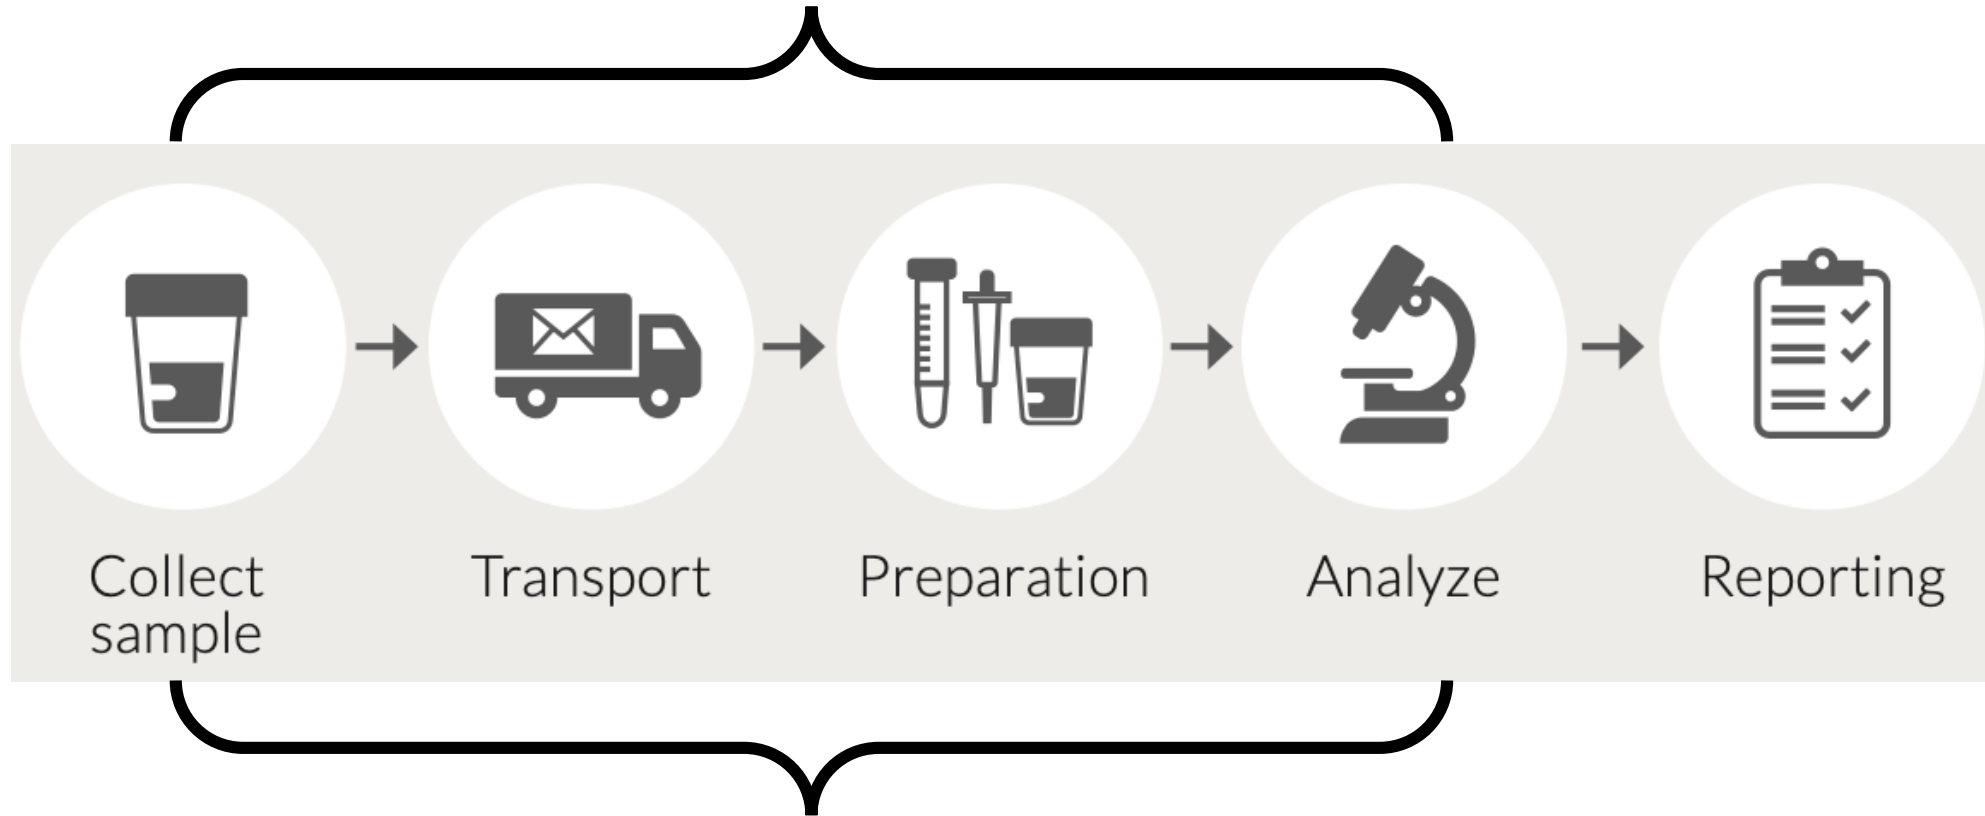 Collect
sample
Transport
Preparation
Analyze
Reporting